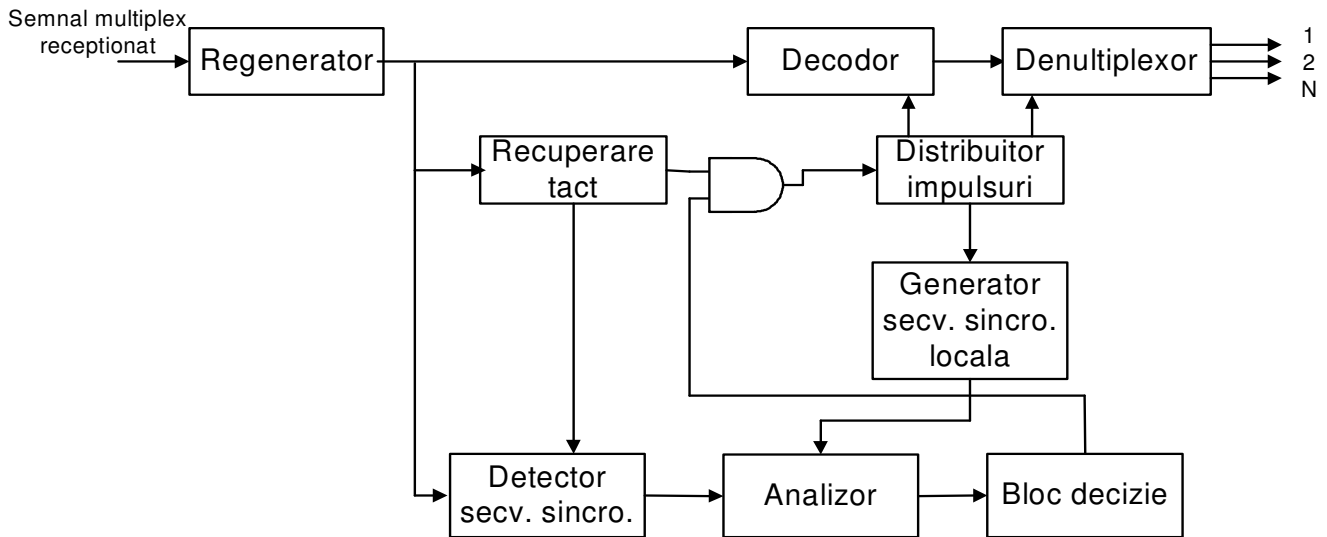 Semnal multiplex
receptionat
Regenerator
Decodor
Denultiplexor
1
2
N
Recuperare
tact
Distribuitor
impulsuri
Generator
secv. sincro.
locala
Detector
secv. sincro.
Analizor
Bloc decizie